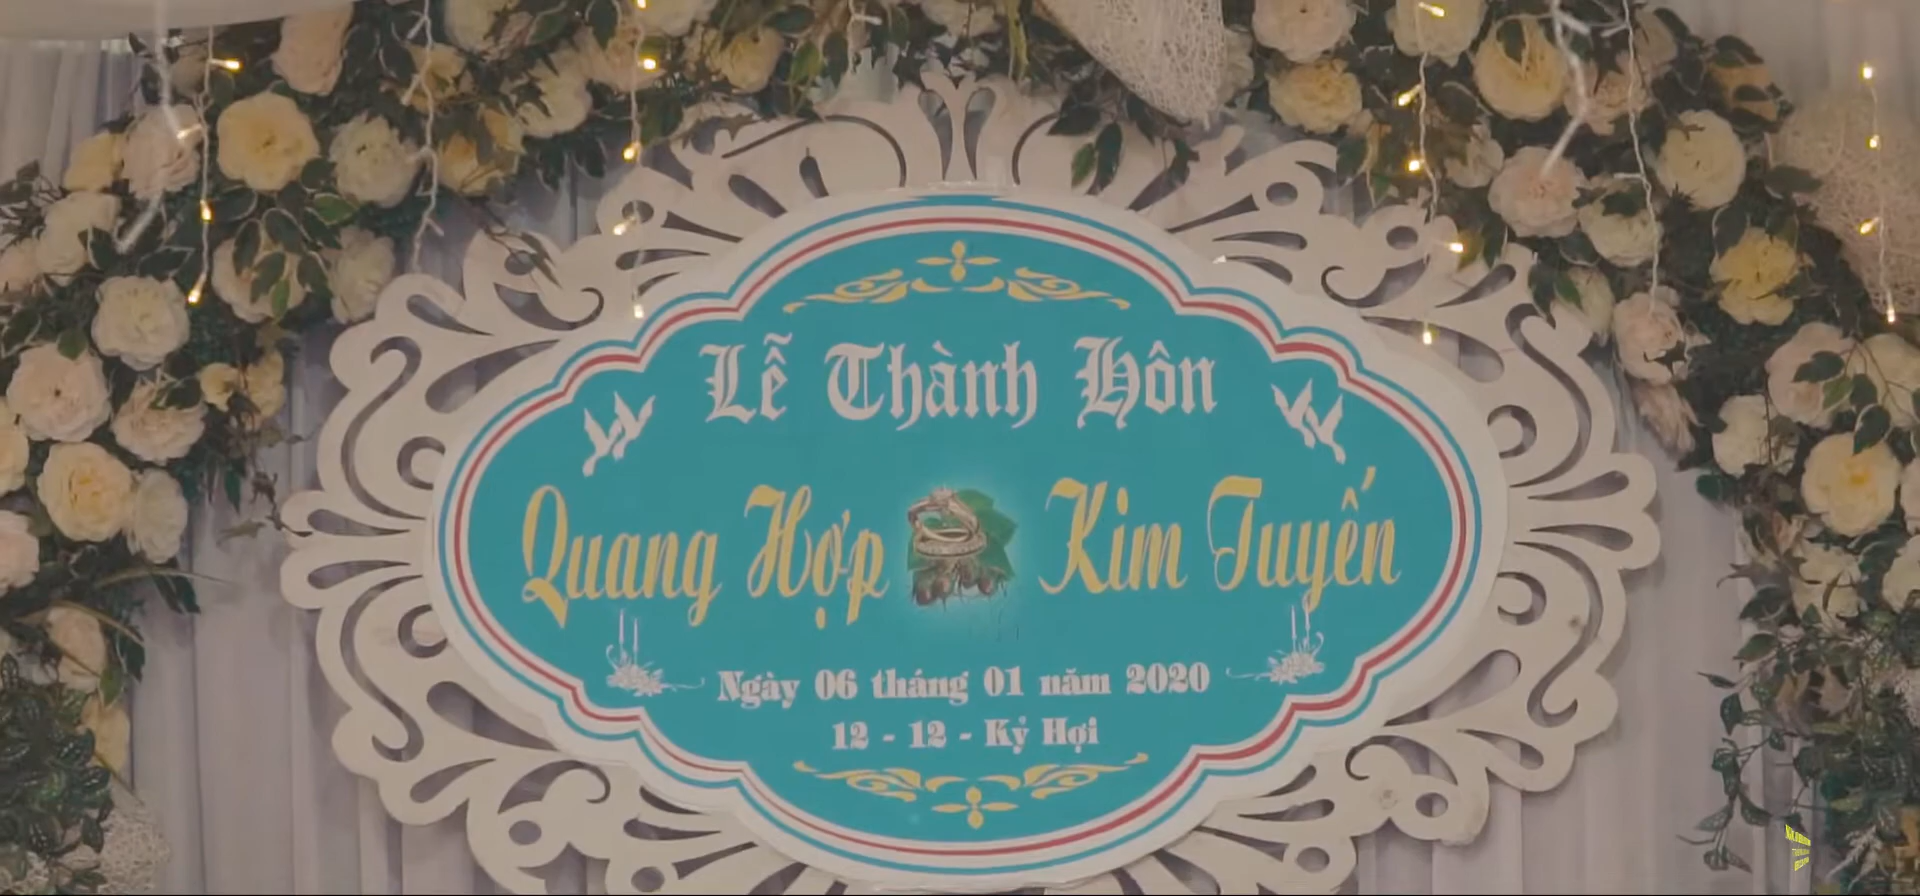 Lễ Thành Hôn
Quang Hợp Kim Tuyến
Ngày 06 tháng 01 năm 2020
12 - 12 - Kỷ Hợi